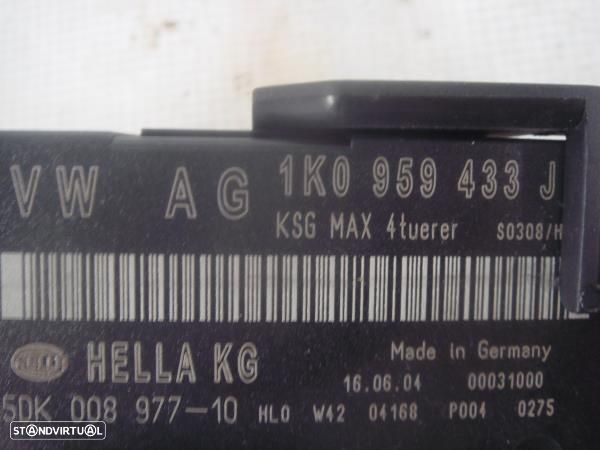 VW AG 1K0 959 433 J
KSG MAX 4tuerer S0308/H
HELLA HELLA KG Made in Germany
16.06.04 00031000
5DK 008 977-10 HL0 W42 04168 P004 0275
STANDVIRTUAL